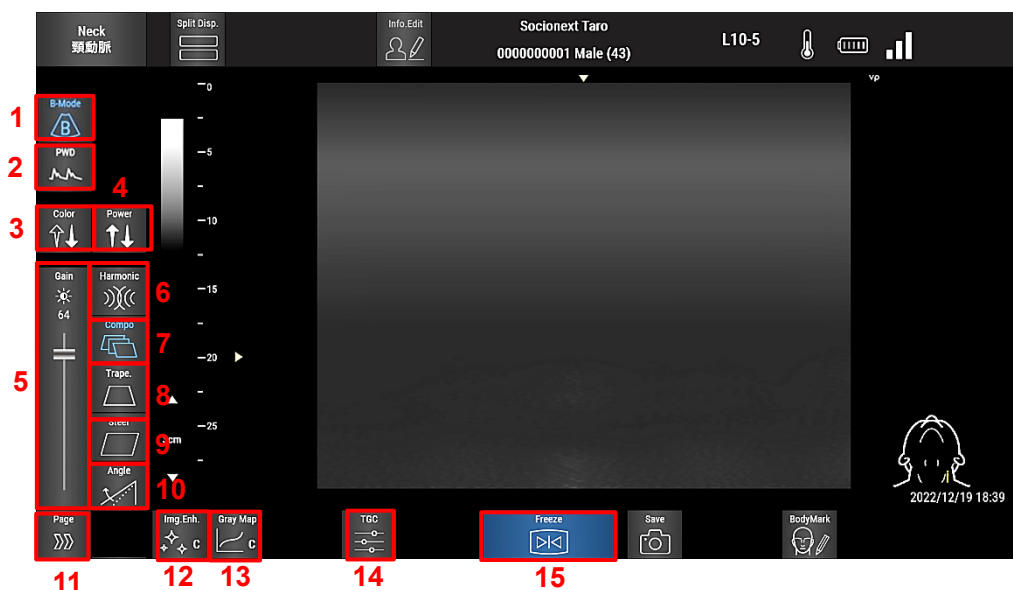 Neck
頸動脈
Split Disp.
Info.Edit
Socionext Taro
0000000001 Male (43)
L10-5
0
vp
1
B-Mode
B
2
PWD
5
4
3
Color
Power
10
5
Gain
64
Harmonic
6
15
Compo
7
20
Trape.
8
Steer
9
25
cm
Angle
10
2022/12/19 18:39
Page
Img.Enh.
C
Gray Map
C
TGC
Freeze
Save
BodyMark
11
12
13
14
15